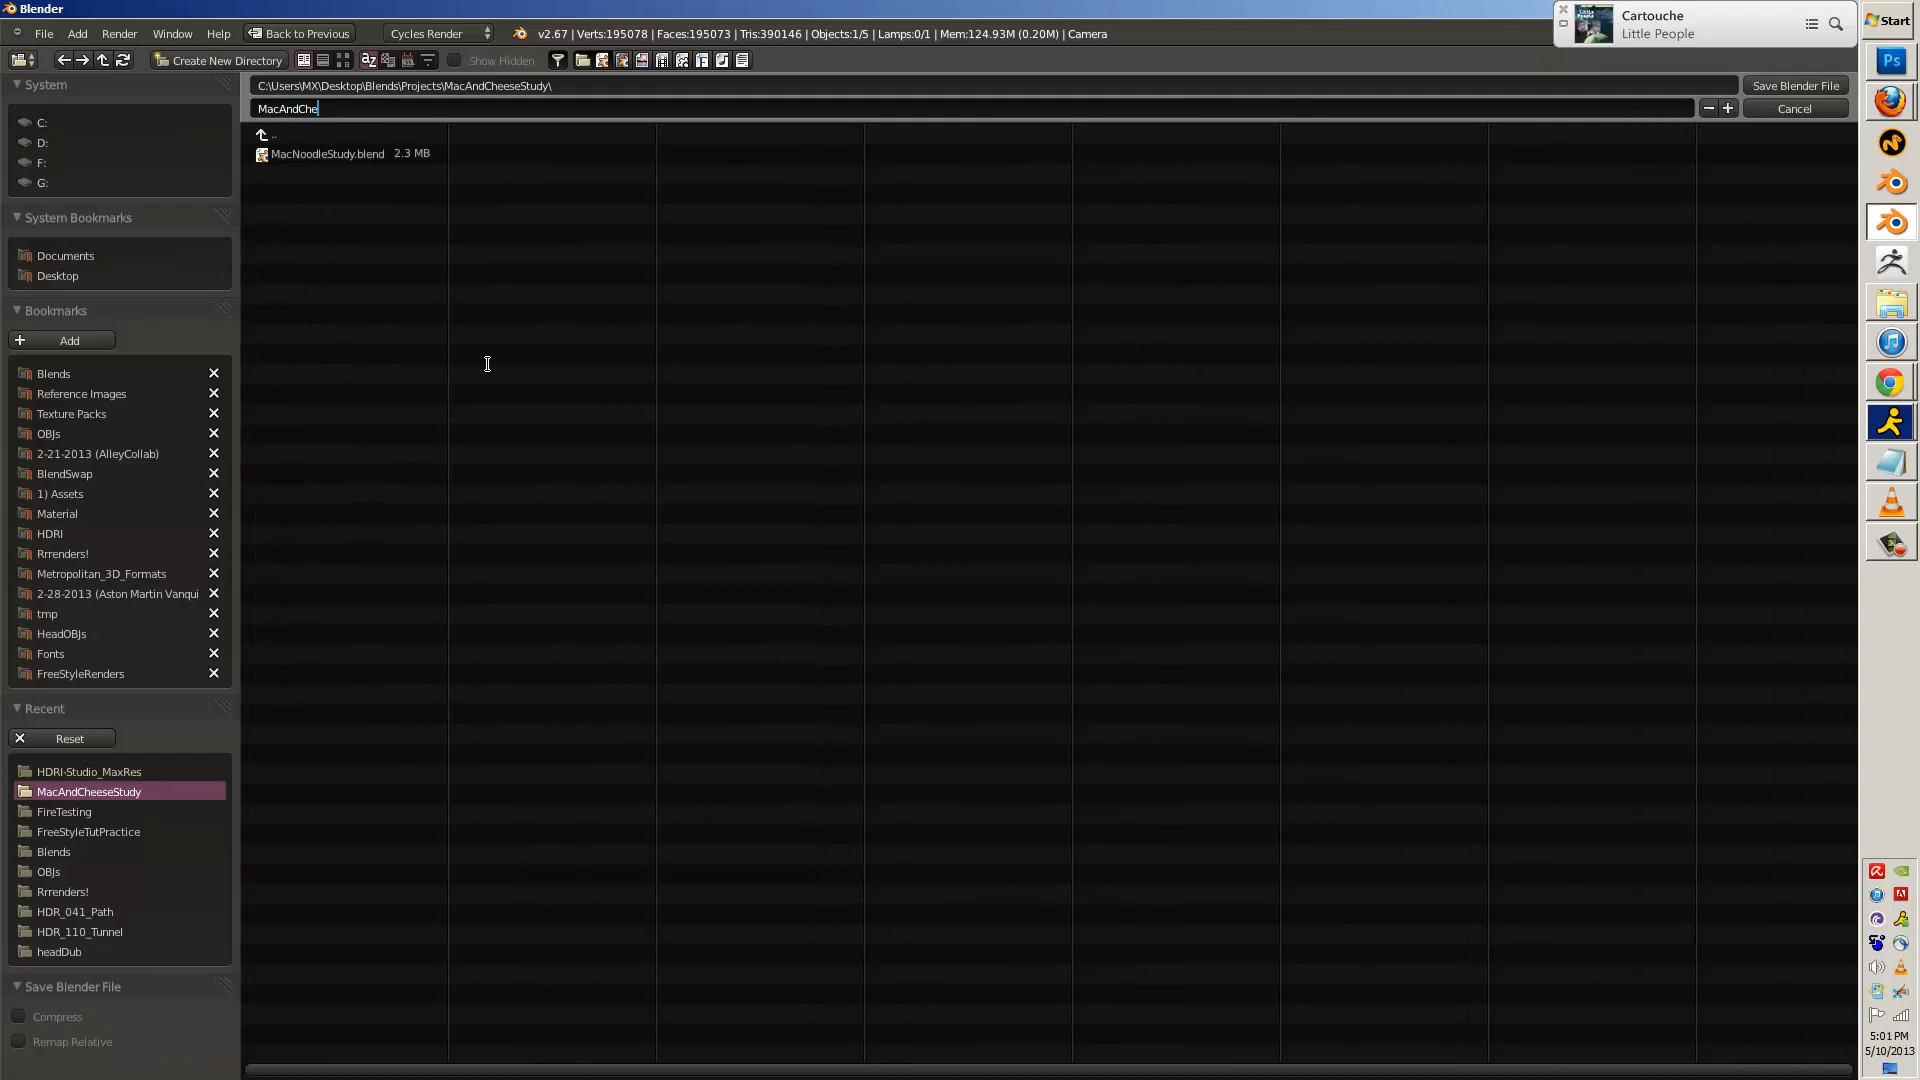 Blender
File Add Render Window Help Back to Previous Cycles Render v2.67 | Verts:195078 | Faces:195073 | Tris:390146 | Objects:1/5 | Lamps:0/1 | Mem:124.93M (0.20M) | Camera
Cartouche
Little People
Start
Create New Directory Show Hidden
System
C:\Users\MX\Desktop\Blends\Projects\MacAndCheeseStudy\ Save Blender File
MacAndChe Cancel
..
MacNoodleStudy.blend 2.3 MB
C:
D:
F:
G:
System Bookmarks
Documents
Desktop
Bookmarks
Add
Blends
Reference Images
Texture Packs
OBJs
2-21-2013 (AlleyCollab)
BlendSwap
1) Assets
Material
HDRI
Rrrenders!
Metropolitan_3D_Formats
2-28-2013 (Aston Martin Vanqui
tmp
HeadOBJs
Fonts
FreeStyleRenders
Recent
Reset
HDRI-Studio_MaxRes
MacAndCheeseStudy
FireTesting
FreeStyleTutPractice
Blends
OBJs
Rrrenders!
HDR_041_Path
HDR_110_Tunnel
headDub
Save Blender File
Compress
Remap Relative
Ps
5:01 PM
5/10/2013